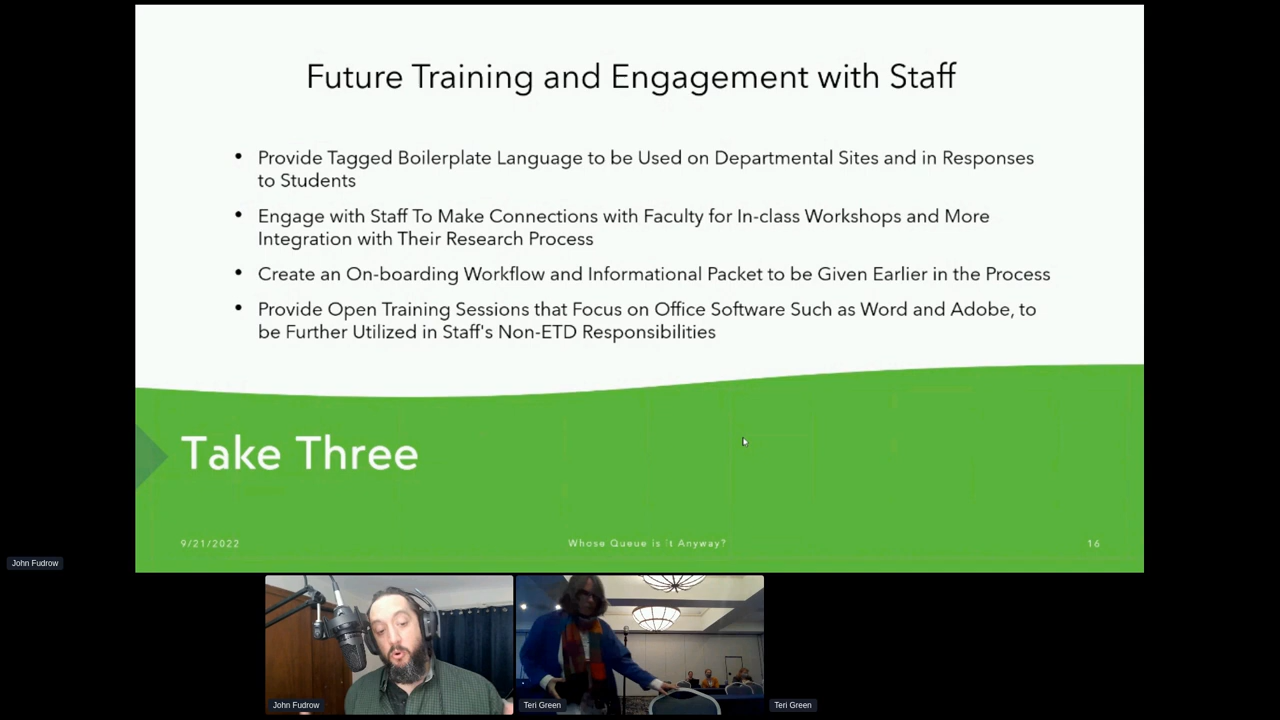 Future Training and Engagement with Staff
• Provide Tagged Boilerplate Language to be Used on Departmental Sites and in Responses
to Students
• Engage with Staff To Make Connections with Faculty for In-class Workshops and More
Integration with Their Research Process
• Create an On-boarding Workflow and Informational Packet to be Given Earlier in the Process
• Provide Open Training Sessions that Focus on Office Software Such as Word and Adobe, to
be Further Utilized in Staff's Non-ETD Responsibilities
Take Three
9/21/2022
Whose Queue is it Anyway?
16
John Fudrow
John Fudrow
Teri Green
Teri Green